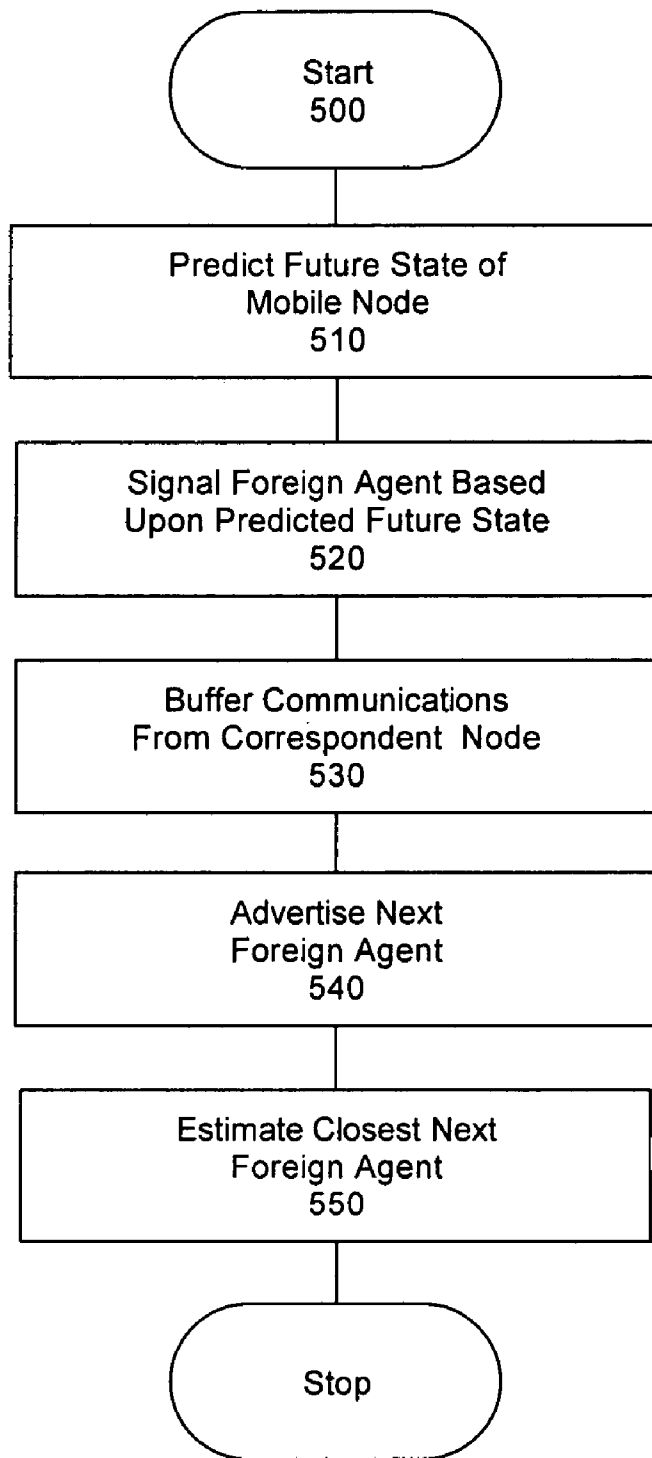 Start
500
Predict Future State of
Mobile Node
510
Signal Foreign Agent Based
Upon Predicted Future State
520
Buffer Communications
From Correspondent Node
530
Advertise Next
Foreign Agent
540
Estimate Closest Next
Foreign Agent
550
Stop